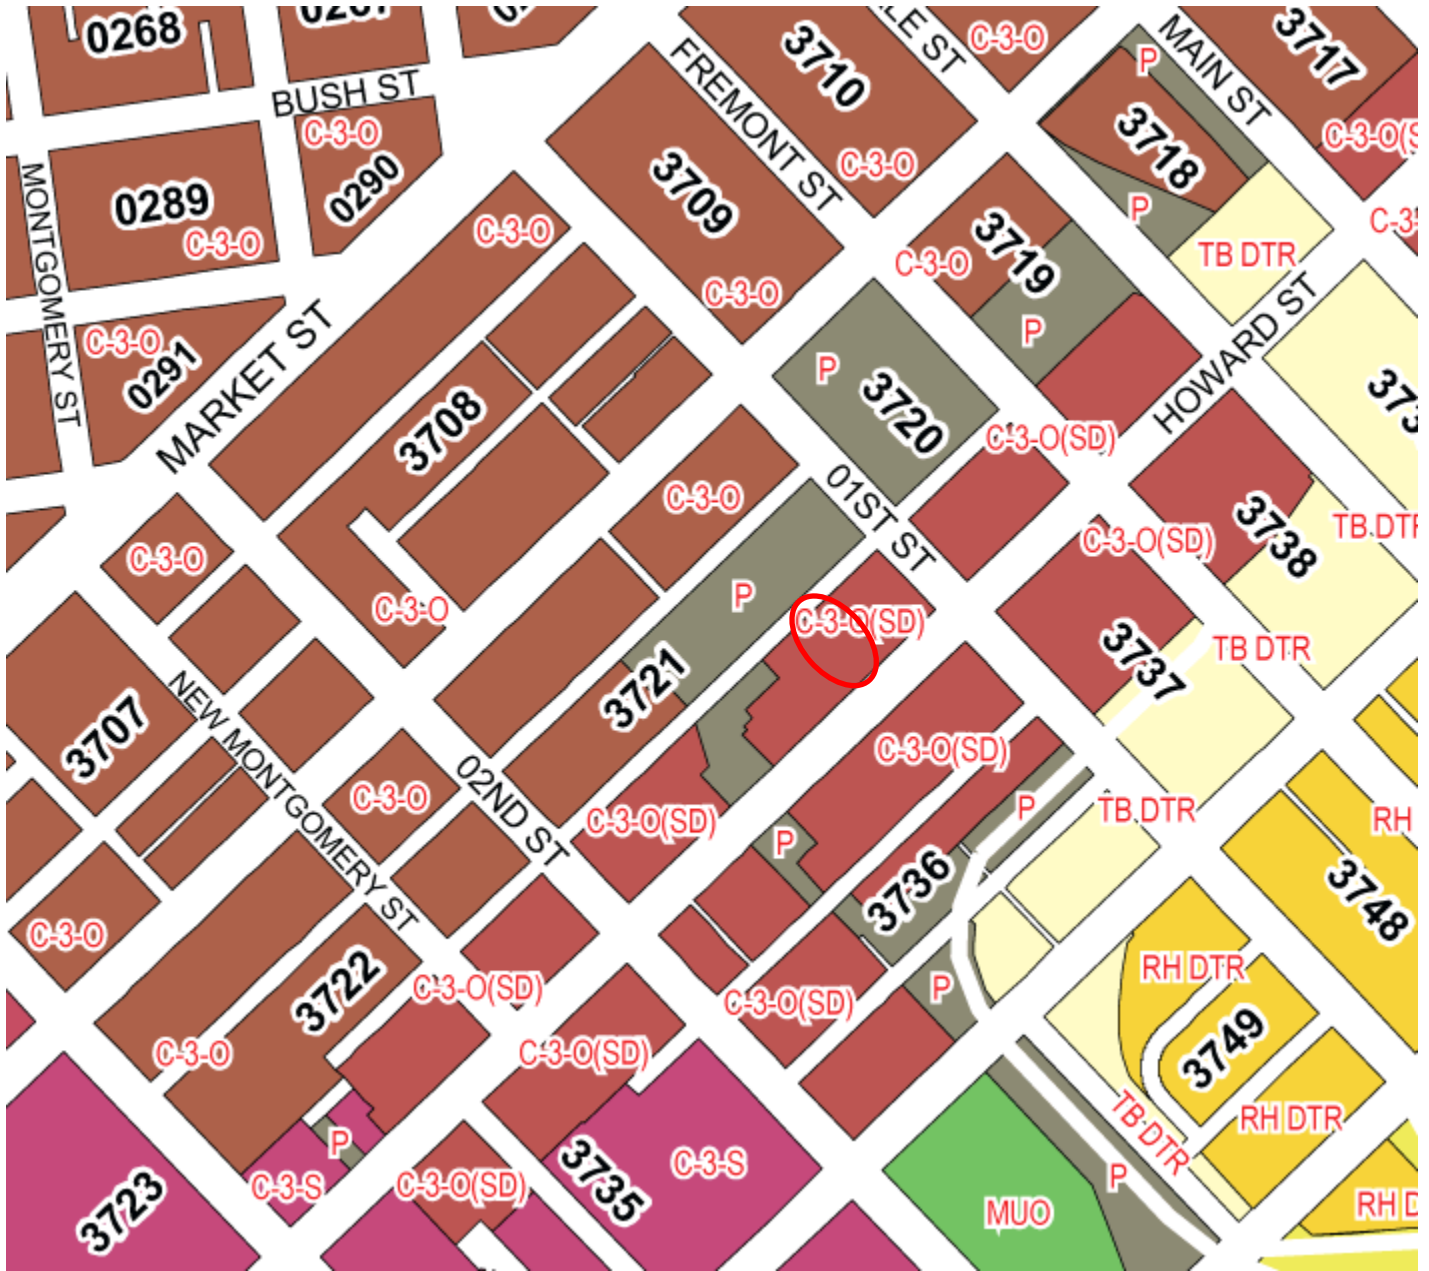 0268
C-3-O
MAIN ST
3717
BUSH ST
C-3-O
0290
FREMONT ST
3710
C-3-O
P
3718
P
MONTGOMERY ST
0289
C-3-O
C-3-O
3709
C-3-O
C-3-O
3719
P
TB DTR
C-3-O
0291
MARKET ST
3708
P
3720
HOWARD ST
C-3-O(SD)
C-3-O
C-3-O
01ST ST
C-3-O(SD)
3738
C-3-O
P
C-3-O(SD)
3737
TB DTR
3721
3707
NEW MONTGOMERY ST
02ND ST
C-3-O
C-3-O(SD)
C-3-O(SD)
P
P
TB DTR
3736
3748
RH
C-3-O
3722
C-3-O(SD)
C-3-O(SD)
P
RH DTR
3749
C-3-O
C-3-O(SD)
TB DTR
RH DTR
P
C-3-S
C-3-O(SD)
3735
C-3-S
P
MUO
3723